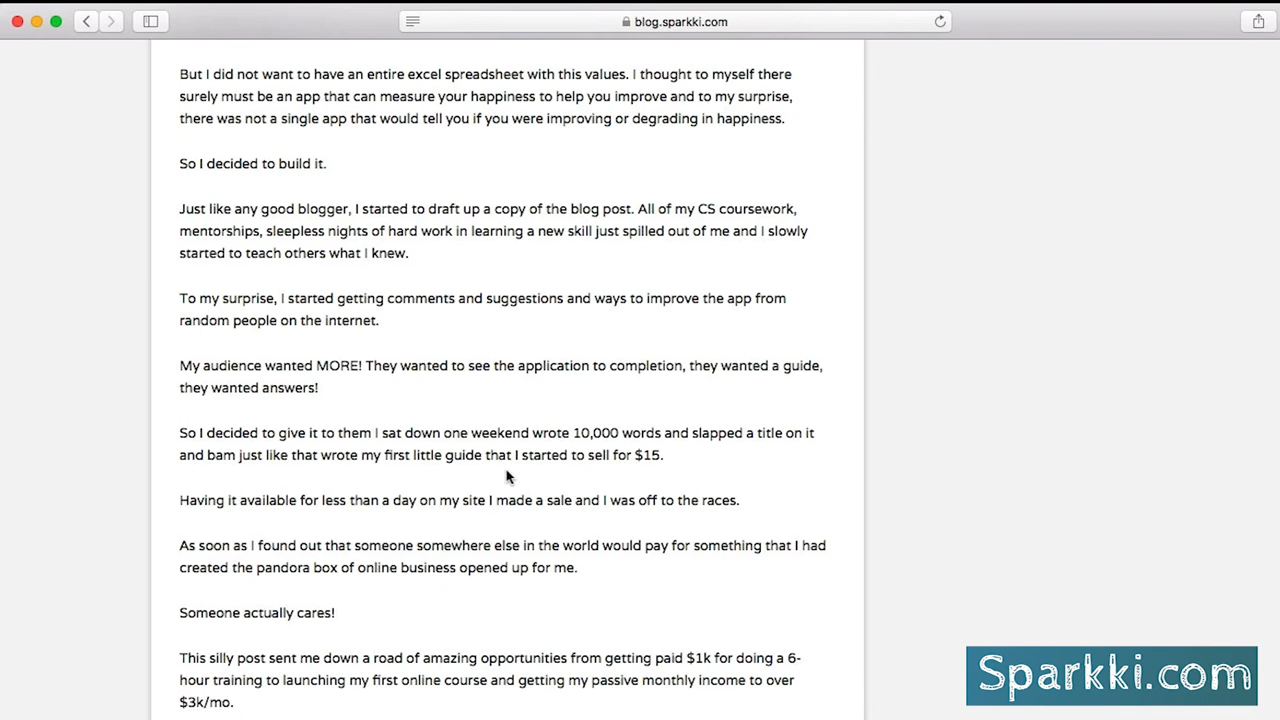 blog.sparkki.com
But I did not want to have an entire excel spreadsheet with this values. I thought to myself there
surely must be an app that can measure your happiness to help you improve and to my surprise,
there was not a single app that would tell you if you were improving or degrading in happiness.
So I decided to build it.
Just like any good blogger, I started to draft up a copy of the blog post. All of my CS coursework,
mentorships, sleepless nights of hard work in learning a new skill just spilled out of me and I slowly
started to teach others what I knew.
To my surprise, I started getting comments and suggestions and ways to improve the app from
random people on the internet.
My audience wanted MORE! They wanted to see the application to completion, they wanted a guide,
they wanted answers!
So I decided to give it to them I sat down one weekend wrote 10,000 words and slapped a title on it
and bam just like that wrote my first little guide that I started to sell for $15.
Having it available for less than a day on my site I made a sale and I was off to the races.
As soon as I found out that someone somewhere else in the world would pay for something that I had
created the pandora box of online business opened up for me.
Someone actually cares!
This silly post sent me down a road of amazing opportunities from getting paid $1k for doing a 6-
hour training to launching my first online course and getting my passive monthly income to over
$3k/mo.
Sparkki.com